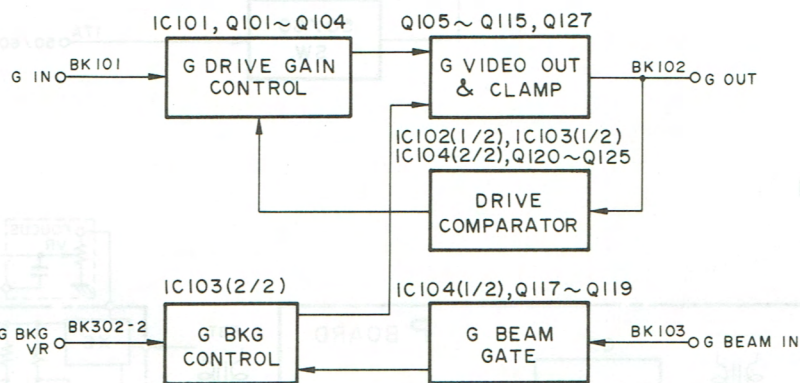 IC101, Q101~Q104
Q105~Q115, Q127
G IN
BK101
G DRIVE GAIN
CONTROL
G VIDEO OUT
& CLAMP
BK102
G OUT
IC102(1/2), IC103(1/2)
IC104(2/2), Q120~Q125
DRIVE
COMPARATOR
IC103(2/2)
IC104(1/2), Q117~Q119
G BKG
VR
BK302-2
G BKG
CONTROL
G BEAM
GATE
BK103
G BEAM IN